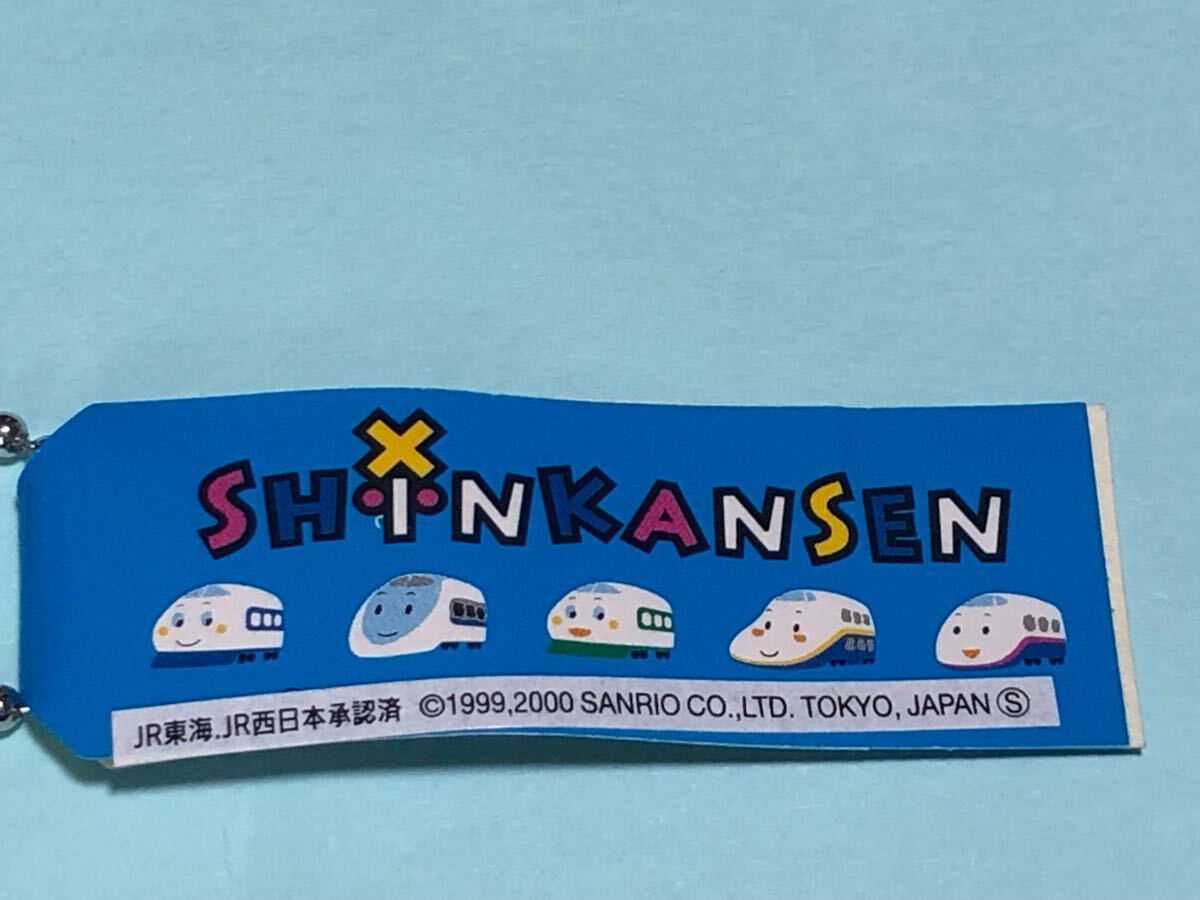 SHINKANSEN
JR東海.JR西日本承認済 ©1999,2000 SANRIO CO.,LTD. TOKYO, JAPAN Ⓢ